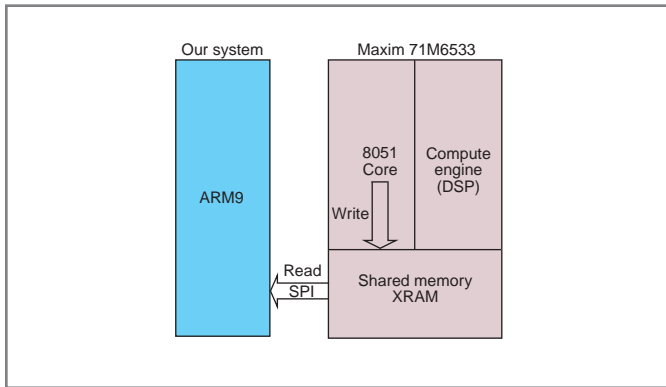 Our system
Maxim 71M6533
ARM9
8051
Core
Compute
engine
(DSP)
Write
Read
SPI
Shared memory
XRAM